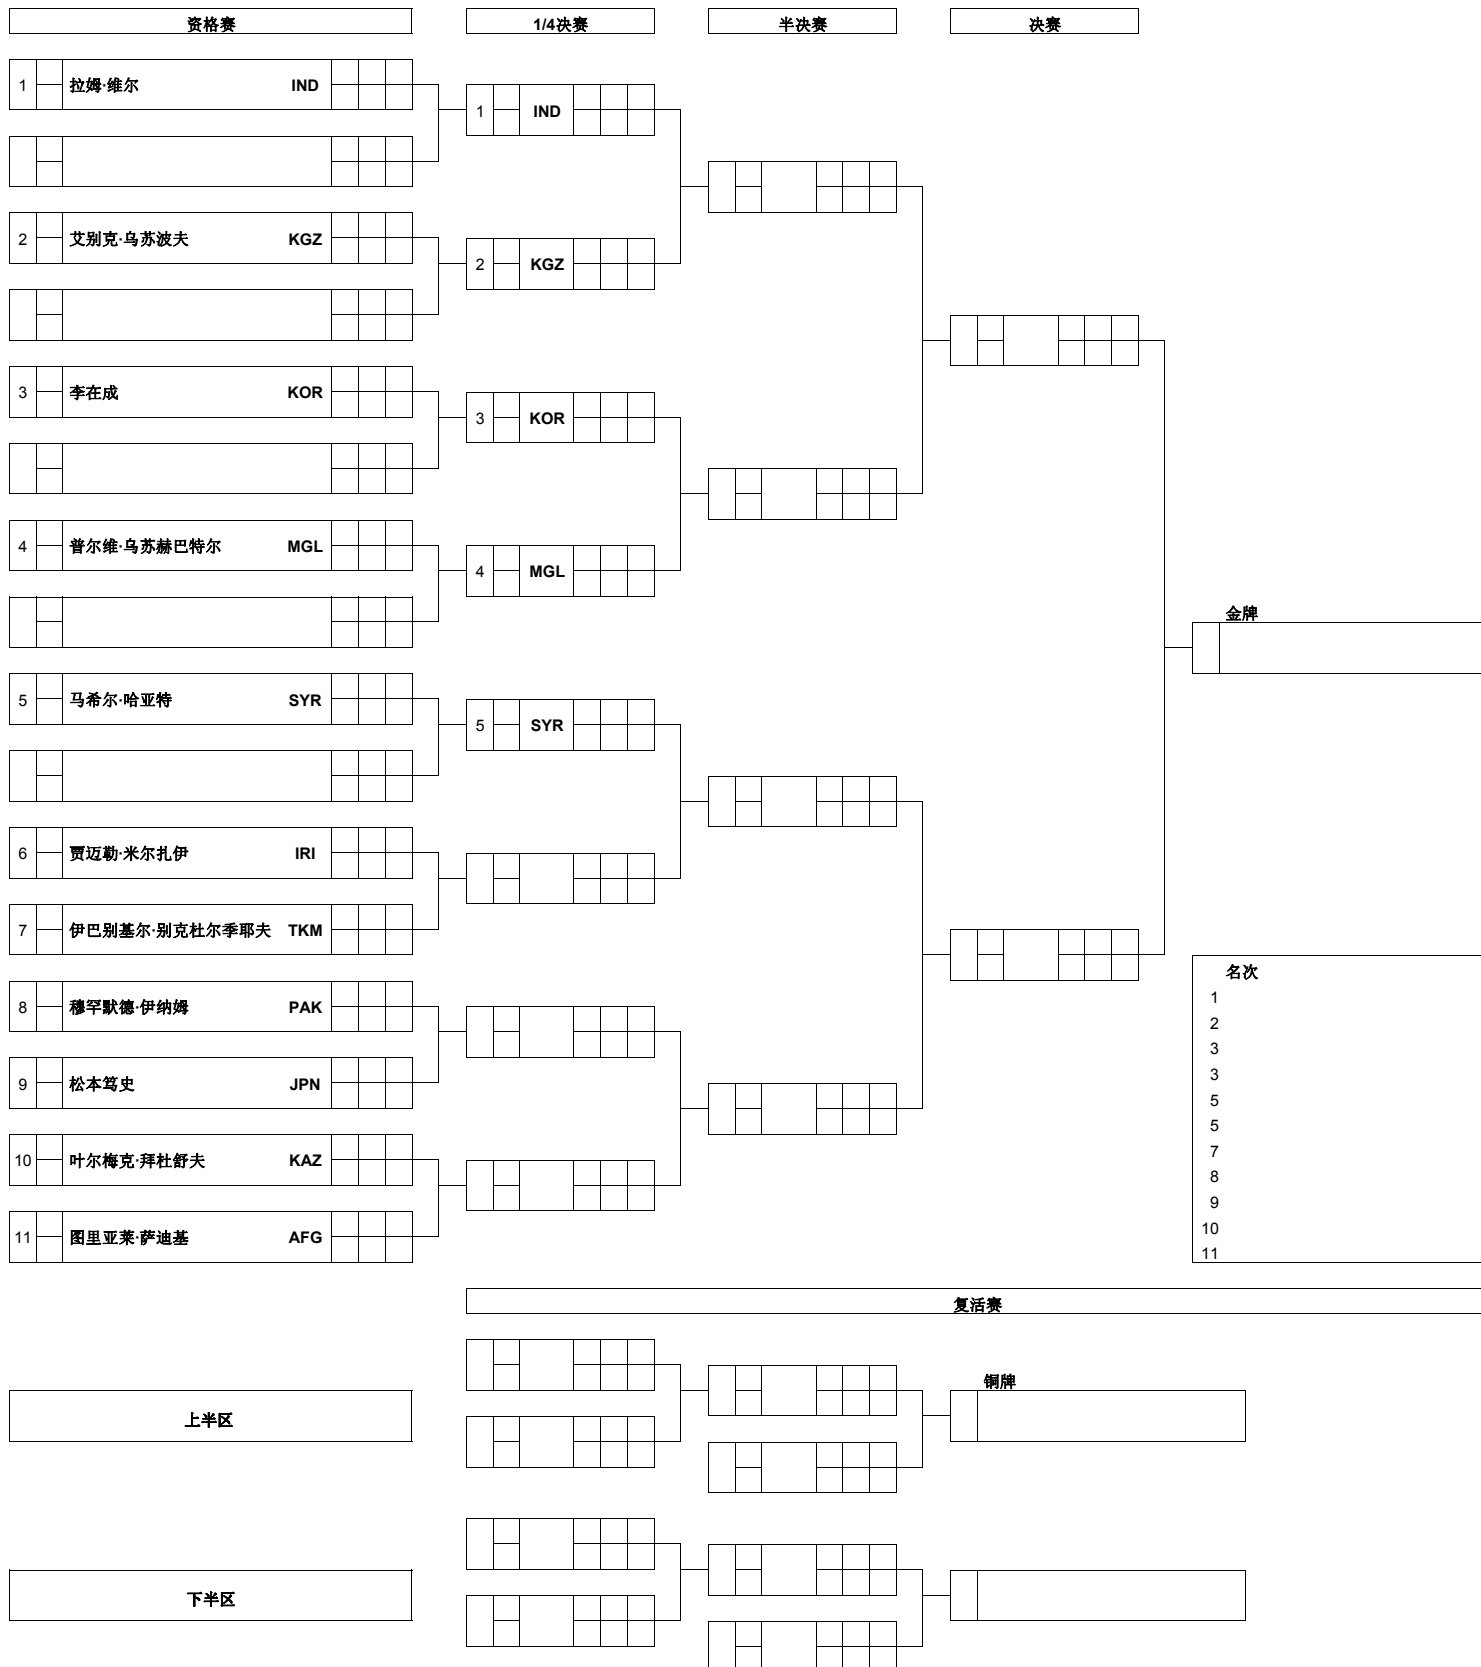 资格赛 1/4决赛 半决赛 决赛
1 拉姆·维尔 IND
1 IND
2 艾别克·乌苏波夫 KGZ
2 KGZ
3 李在成 KOR
3 KOR
4 普尔维·乌苏赫巴特尔 MGL
4 MGL
金牌
5 马希尔·哈亚特 SYR
5 SYR
6 贾迈勒·米尔扎伊 IRI
7 伊巴别基尔·别克杜尔季耶夫 TKM
8 穆罕默德·伊纳姆 PAK
9 松本笃史 JPN
10 叶尔梅克·拜杜舒夫 KAZ
11 图里亚莱·萨迪基 AFG
名次
1
2
3
3
5
5
7
8
9
10
11
复活赛
铜牌
上半区
下半区